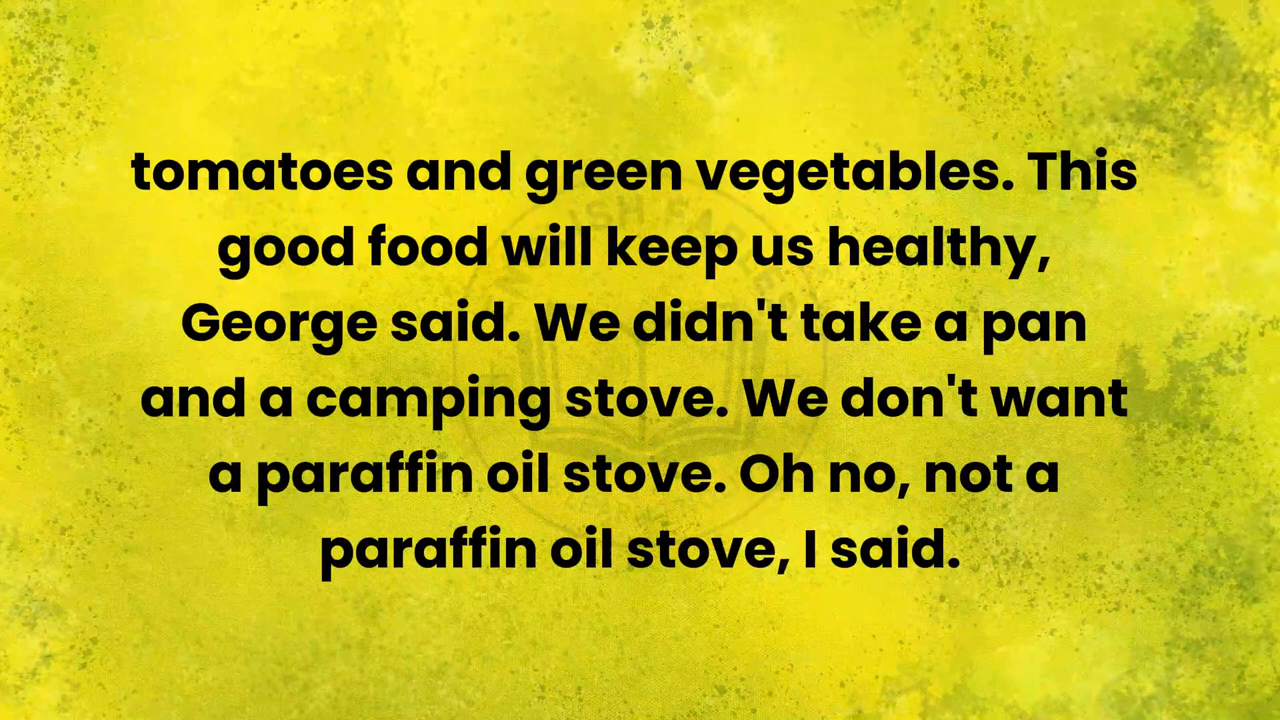 tomatoes and green vegetables. This
good food will keep us healthy,
George said. We didn't take a pan
and a camping stove. We don't want
a paraffin oil stove. Oh no, not a
paraffin oil stove, I said.